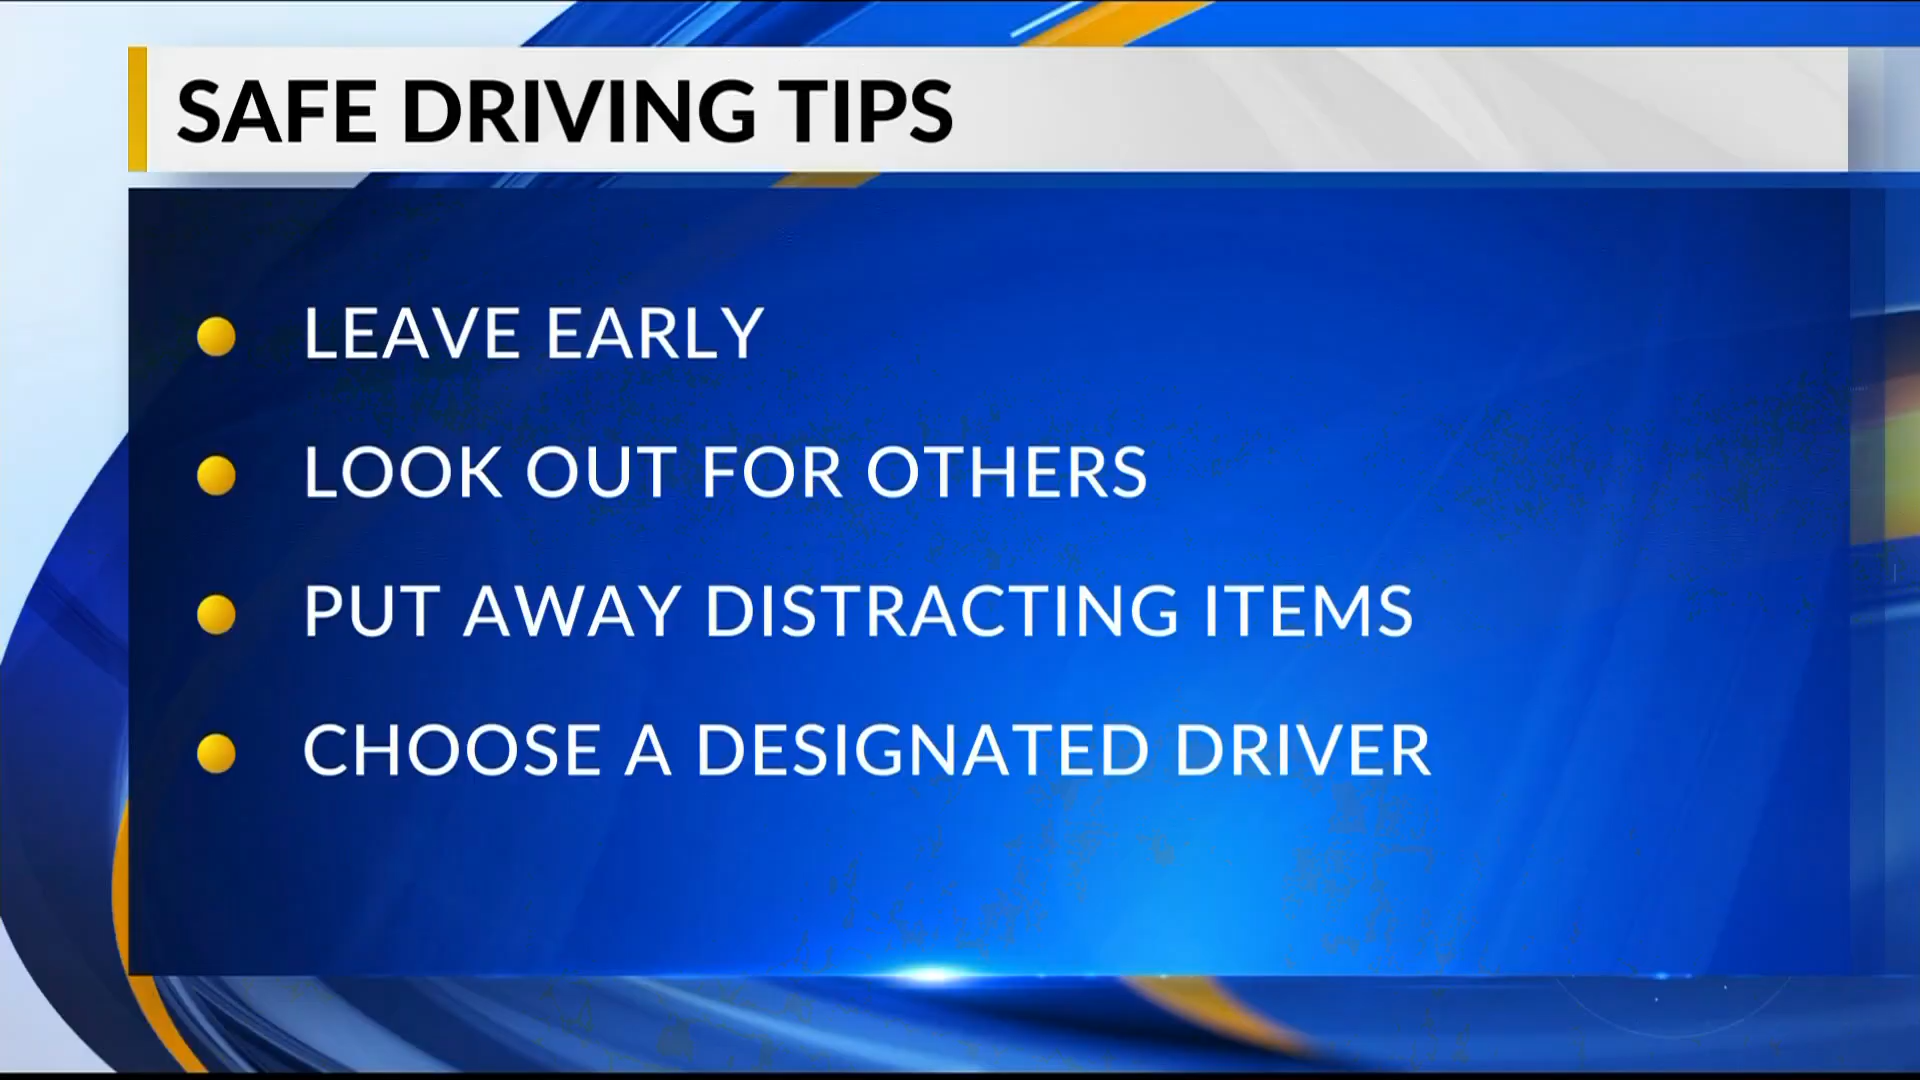 SAFE DRIVING TIPS
LEAVE EARLY
LOOK OUT FOR OTHERS
PUT AWAY DISTRACTING ITEMS
CHOOSE A DESIGNATED DRIVER